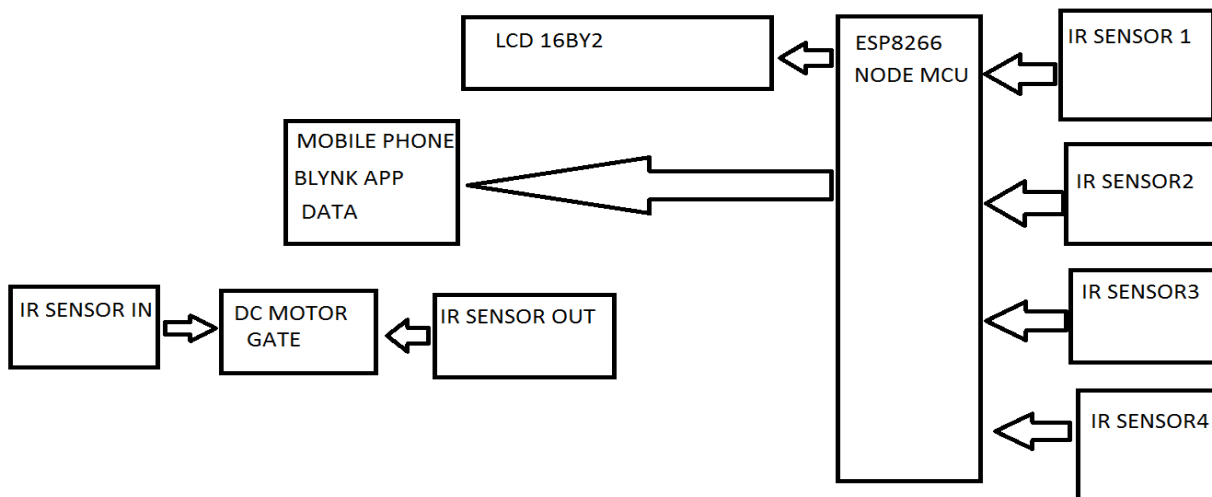 LCD 16BY2
ESP8266
NODE MCU
IR SENSOR 1
MOBILE PHONE
BLYNK APP
DATA
IR SENSOR2
IR SENSOR IN
DC MOTOR
GATE
IR SENSOR OUT
IR SENSOR3
IR SENSOR4